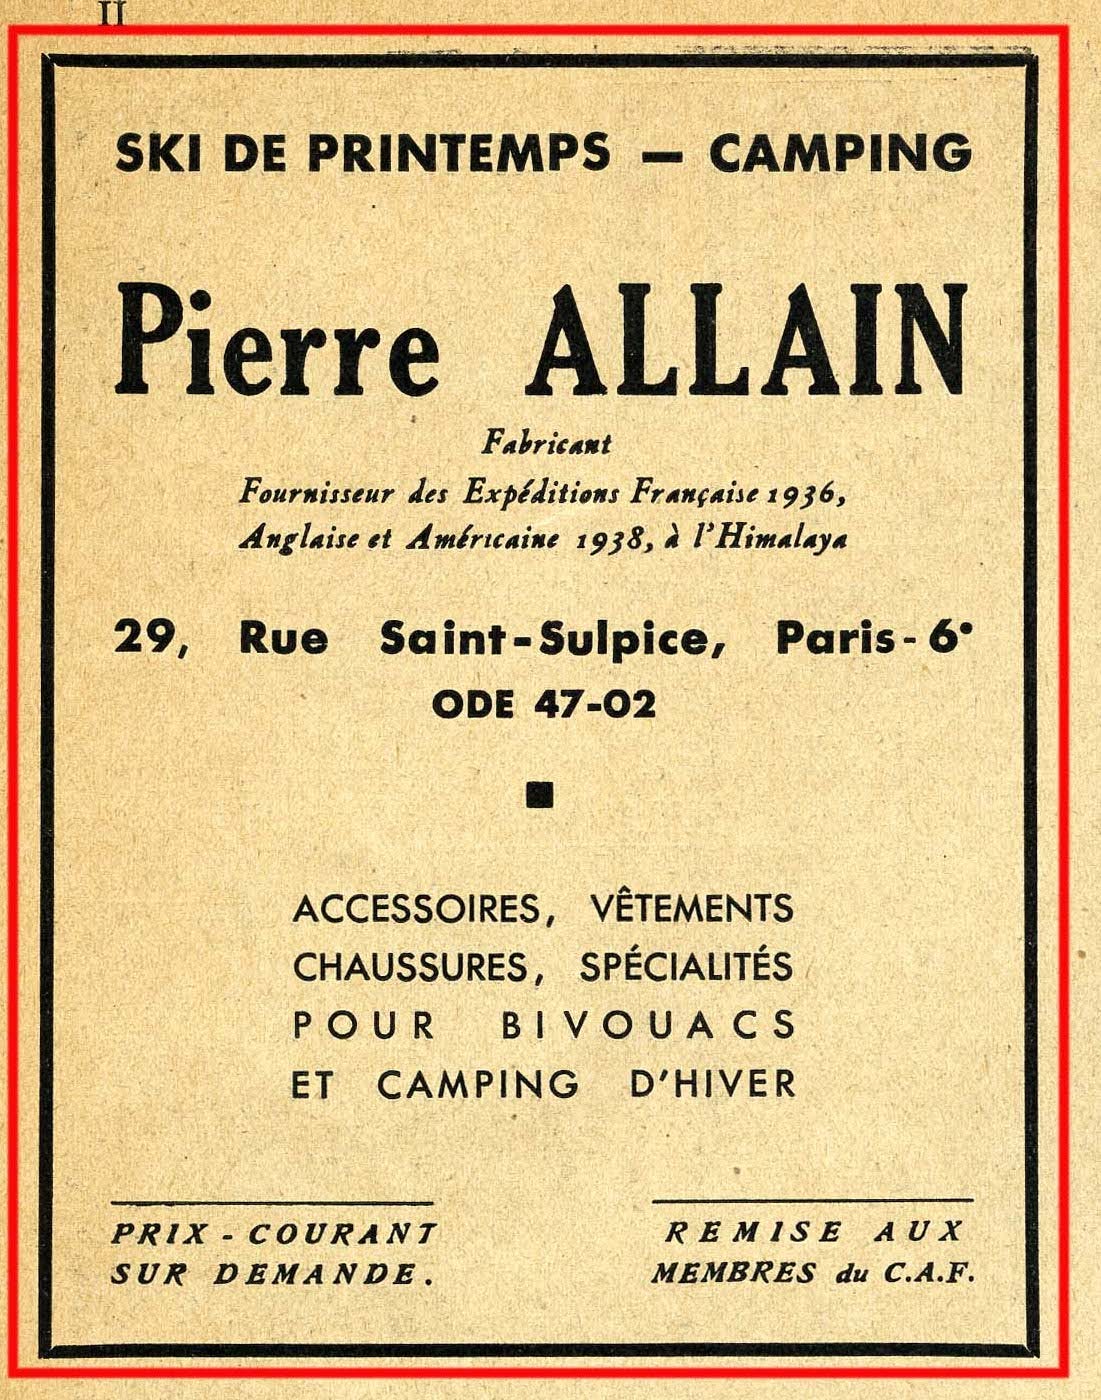 II
SKI DE PRINTEMPS — CAMPING
Pierre ALLAIN
Fabricant
Fournisseur des Expéditions Française 1936,
Anglaise et Américaine 1938, à l'Himalaya
29, Rue Saint-Sulpice, Paris-6e
ODE 47-02
ACCESSOIRES, VÊTEMENTS
CHAUSSURES, SPÉCIALITÉS
POUR BIVOUACS
ET CAMPING D'HIVER
PRIX-COURANT
SUR DEMANDE.
REMISE AUX
MEMBRES du C.A.F.